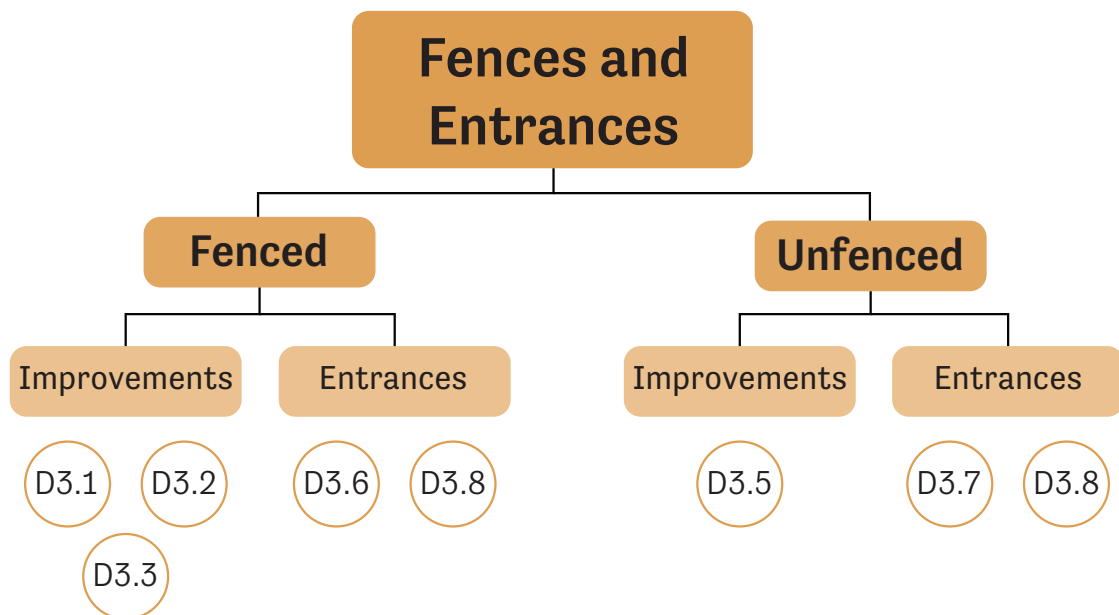 Fences and
Entrances
Fenced
Unfenced
Improvements
Entrances
Improvements
Entrances
D3.1
D3.2
D3.6
D3.8
D3.5
D3.7
D3.8
D3.3